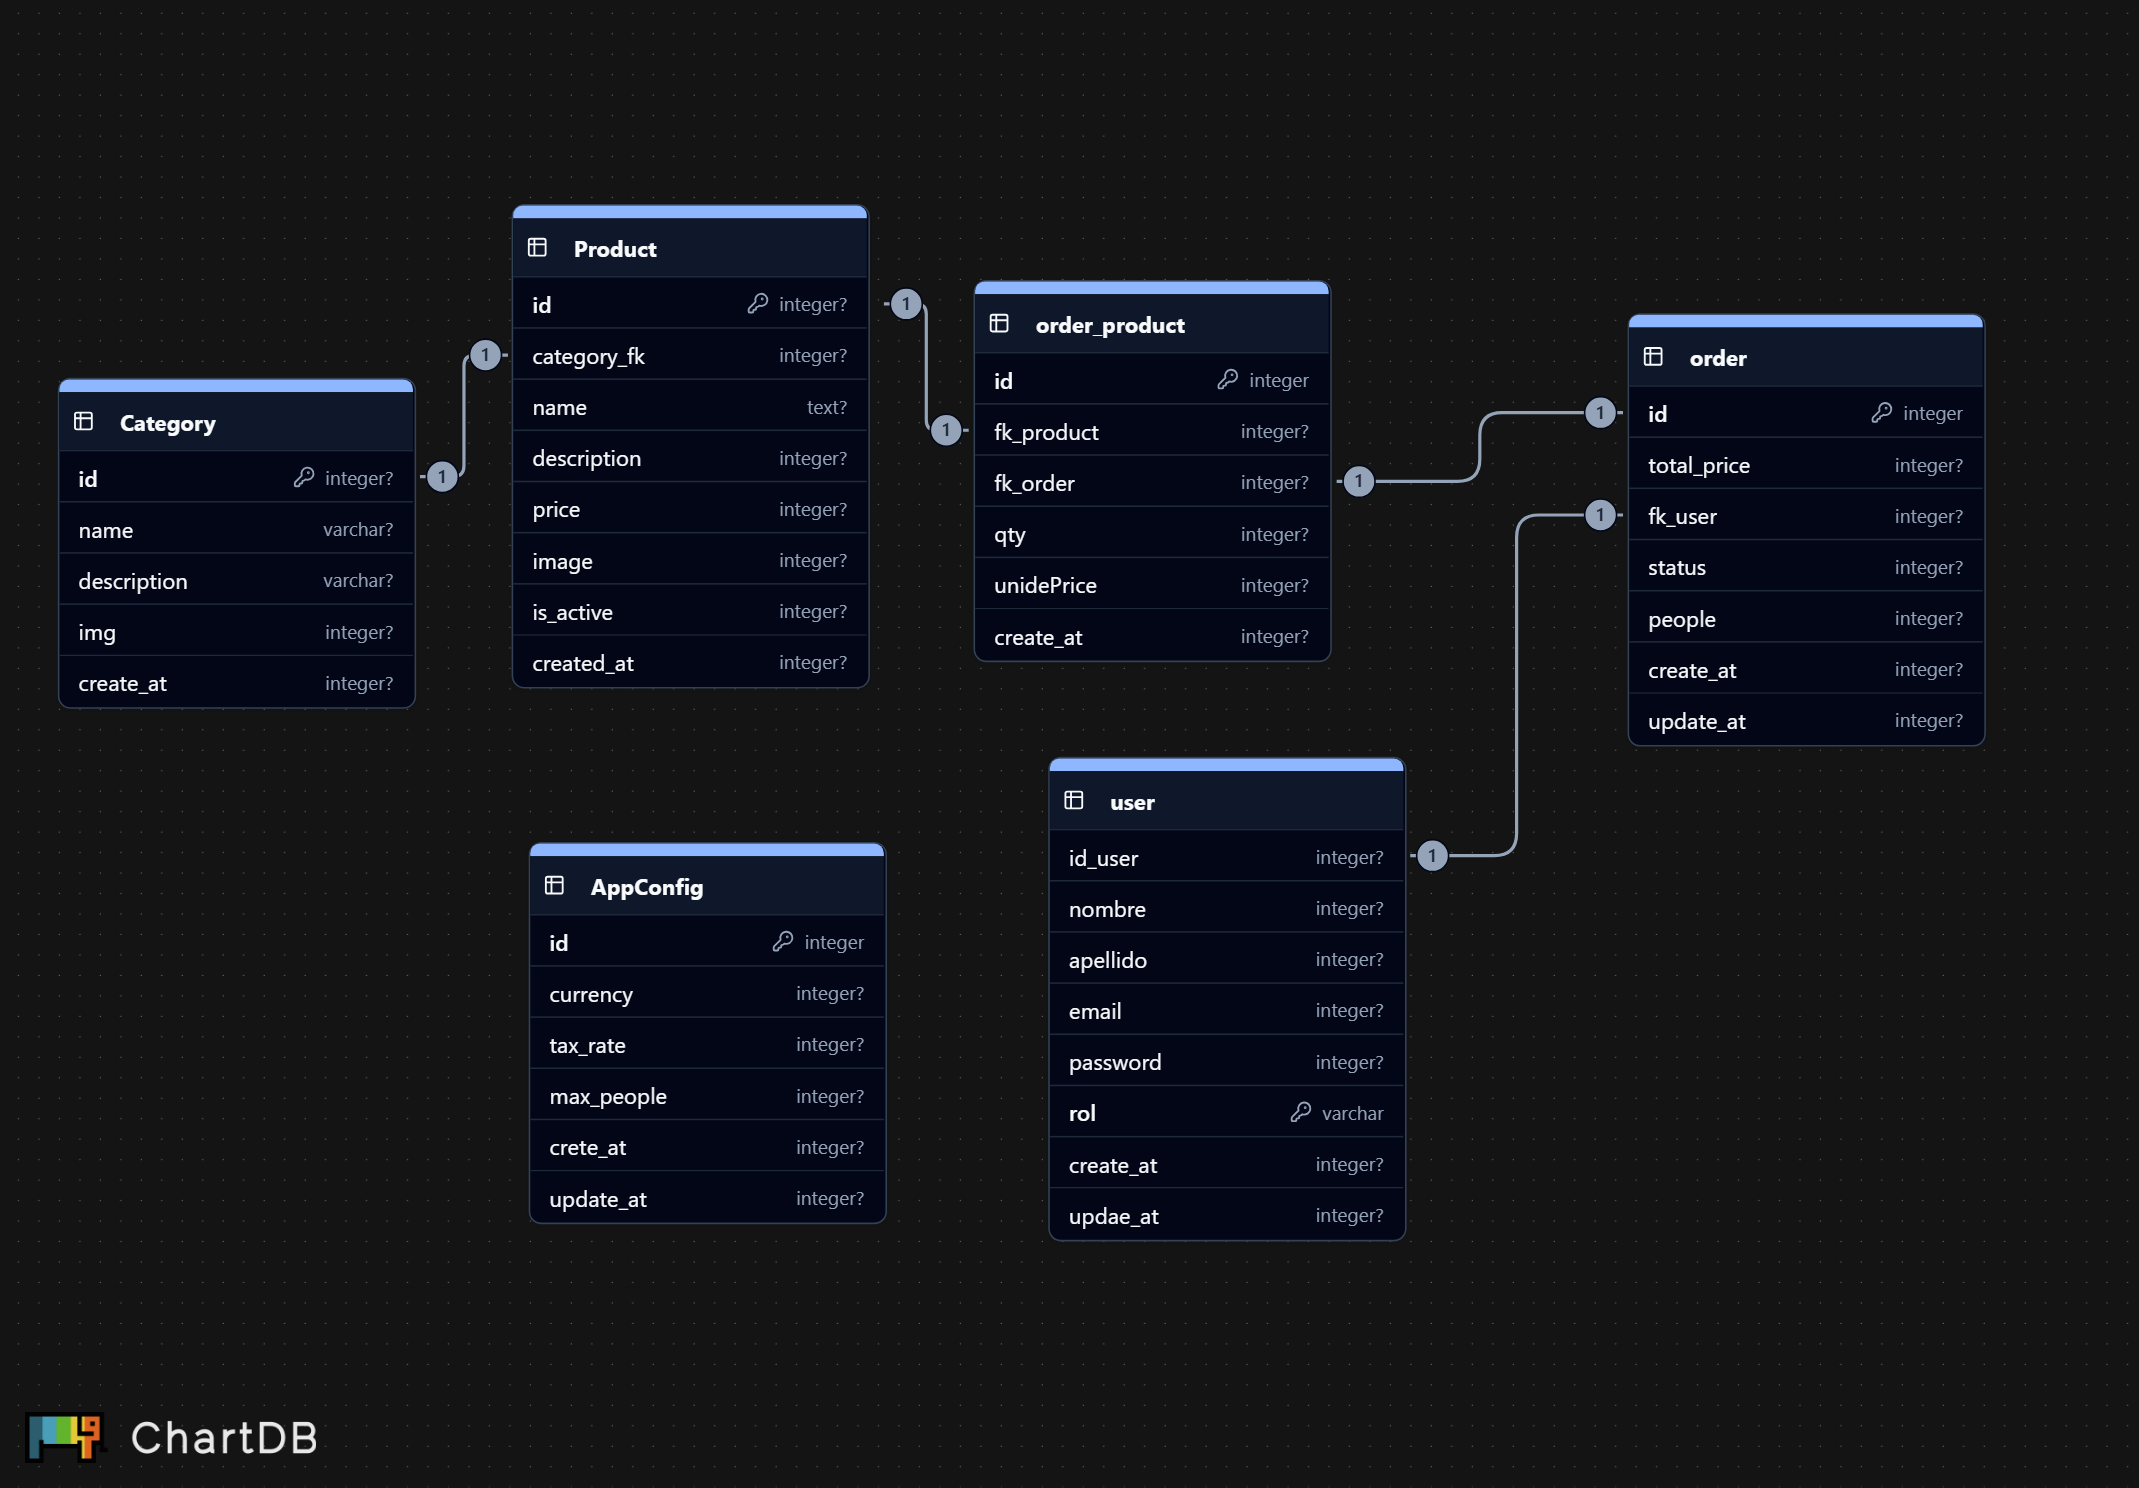 Category
id integer?
name varchar?
description varchar?
img integer?
create_at integer?
1
1
Product
id integer?
category_fk integer?
name text?
description integer?
price integer?
image integer?
is_active integer?
created_at integer?
1
1
order_product
id integer
fk_product integer?
fk_order integer?
qty integer?
unidePrice integer?
create_at integer?
1
1
order
id integer
total_price integer?
fk_user integer?
status integer?
people integer?
create_at integer?
update_at integer?
1
1
AppConfig
id integer
currency integer?
tax_rate integer?
max_people integer?
crete_at integer?
update_at integer?
user
id_user integer?
nombre integer?
apellido integer?
email integer?
password integer?
rol varchar
create_at integer?
updae_at integer?
ChartDB